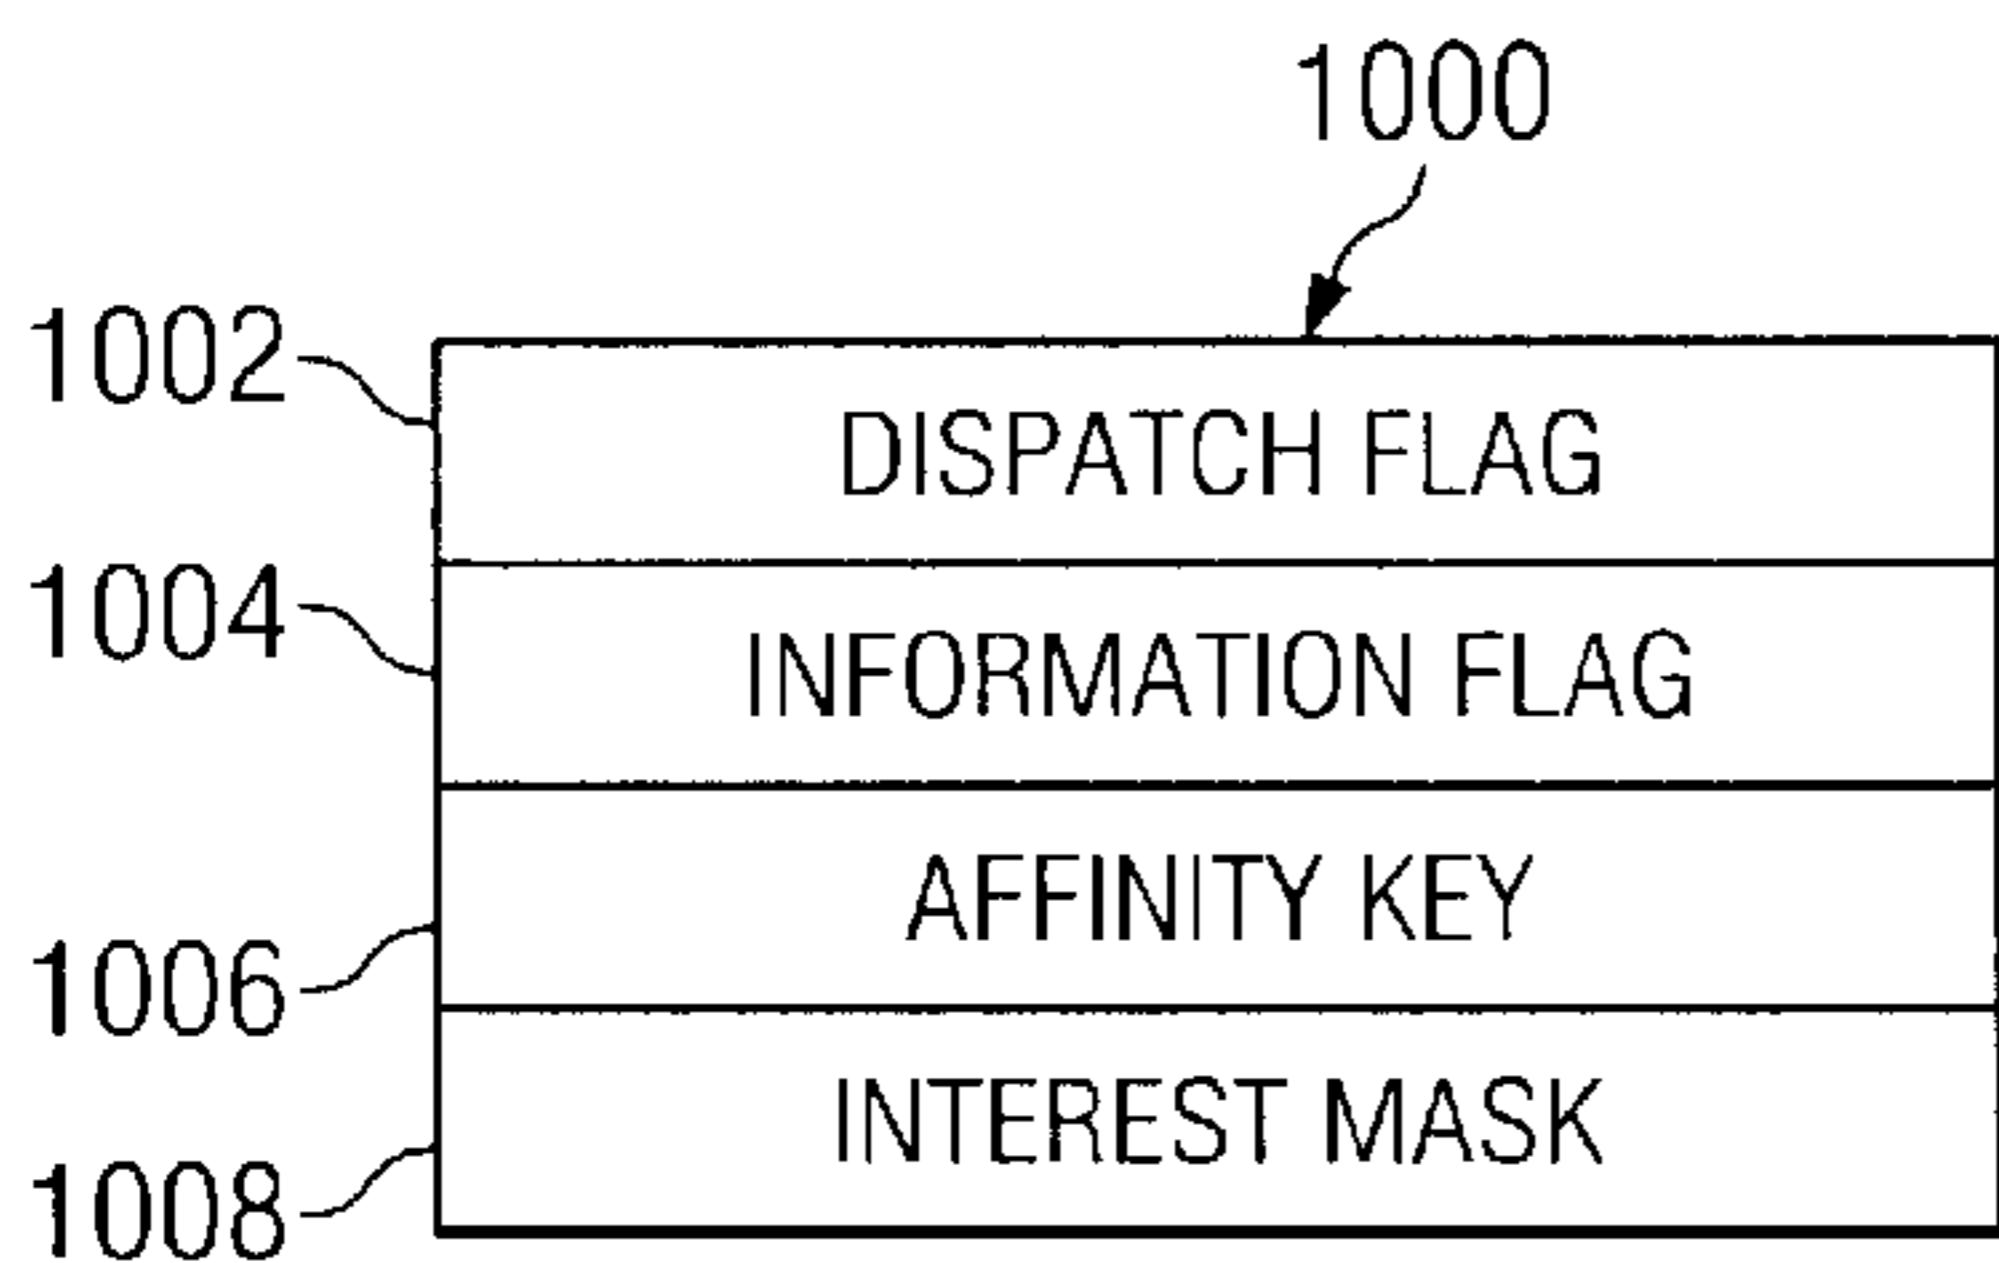 1000
1002
DISPATCH FLAG
1004
INFORMATION FLAG
AFFINITY KEY
1006
INTEREST MASK
1008